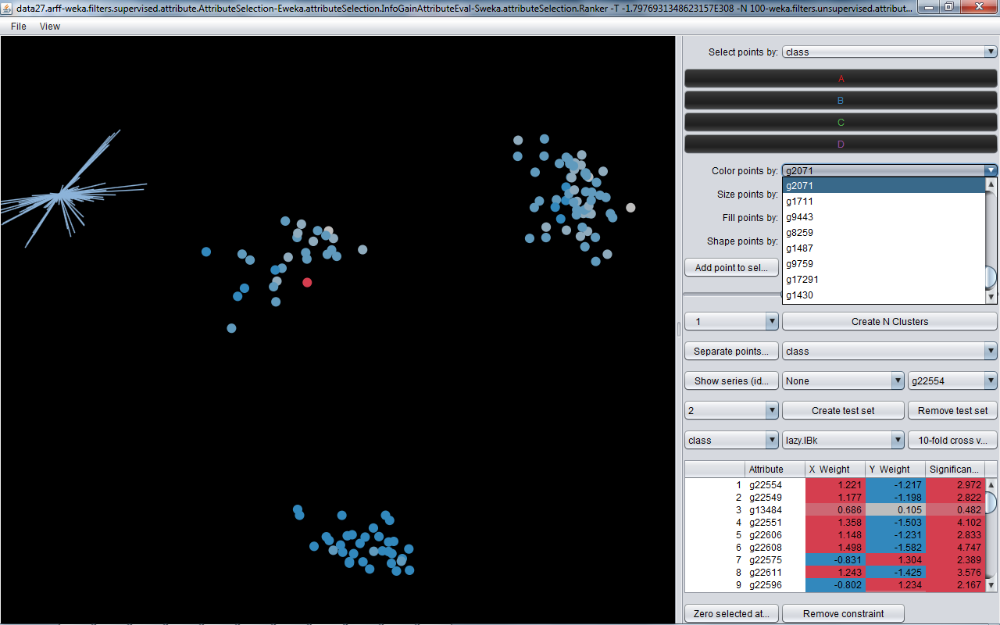 data27.arff-weka.filters.supervised.attribute.AttributeSelection-Eweka.attributeSelection.InfoGainAttributeEval-Sweka.attributeSelection.Ranker -T -1.7976931348623157E308 -N 100-weka.filters.unsupervised.attribut...
File View
Select points by: class
A
B
C
D
Color points by: g2071
g2071
g1711
Size points by:
g9443
Fill points by:
g8259
Shape points by:
g1487
g9759
Add point to sel...
g17291
g1430
1 Create N Clusters
Separate points... class
Show series (id... None g22554
2 Create test set Remove test set
class lazy.IBk 10-fold cross v...
Attribute X Weight Y Weight Significan...
1 g22554 1.221 -1.217 2.972
2 g22549 1.177 -1.198 2.822
3 g13484 0.686 0.105 0.482
4 g22551 1.358 -1.503 4.102
5 g22606 1.148 -1.231 2.833
6 g22608 1.498 -1.582 4.747
7 g22575 -0.831 1.304 2.389
8 g22611 1.243 -1.425 3.576
9 g22596 -0.802 1.234 2.167
Zero selected at... Remove constraint